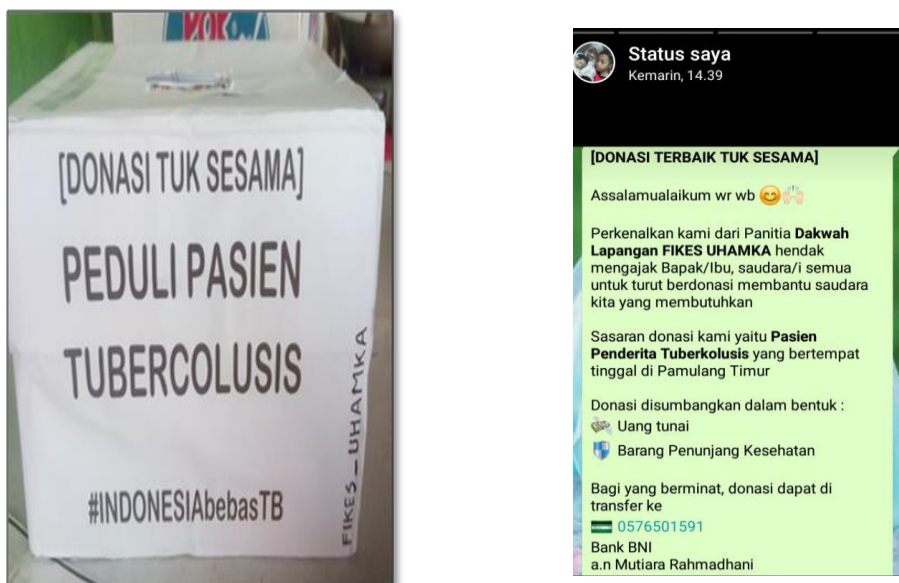 [DONASI TUK SESAMA]
PEDULI PASIEN
TUBERCOLUSIS
#INDONESIAbebasTB
FIKES_UHAMKA
Status saya
Kemarin, 14.39
[DONASI TERBAIK TUK SESAMA]
Assalamualaikum wr wb 😊🙌🏻
Perkenalkan kami dari Panitia Dakwah
Lapangan FIKES UHAMKA hendak
mengajak Bapak/Ibu, saudara/i semua
untuk turut berdonasi membantu saudara
kita yang membutuhkan
Sasaran donasi kami yaitu Pasien
Penderita Tuberkolusis yang bertempat
tinggal di Pamulang Timur
Donasi disumbangkan dalam bentuk :
💸 Uang tunai
🛡 Barang Penunjang Kesehatan
Bagi yang berminat, donasi dapat di
transfer ke
💳 0576501591
Bank BNI
a.n Mutiara Rahmadhani